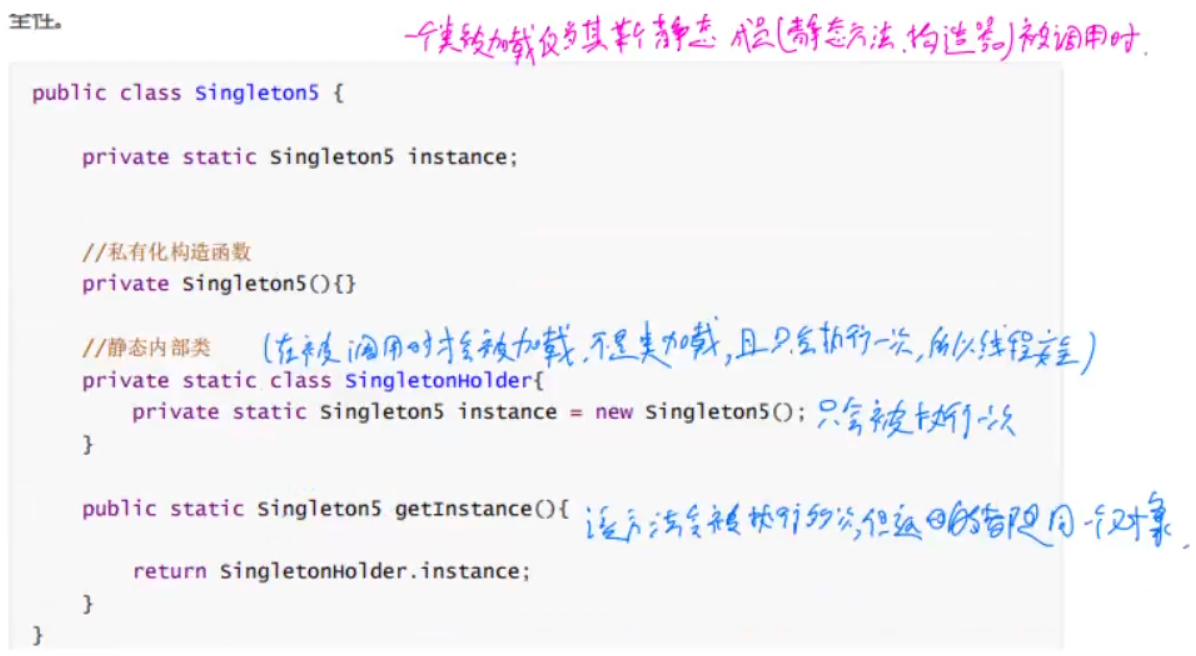 全性。
一个类被加载仅当其某个静态成员(静态方法、构造器)被调用时.
public class Singleton5 {
private static Singleton5 instance;
//私有化构造函数
private Singleton5(){}
//静态内部类 (在被调用时才会被加载,不是类加载,且只会执行一次,所以线程安全)
private static class SingletonHolder{
private static Singleton5 instance = new Singleton5(); 只会被执行一次
}
public static Singleton5 getInstance(){ 该方法会被执行多次,但返回的都是同一个对象.
return SingletonHolder.instance;
}
}